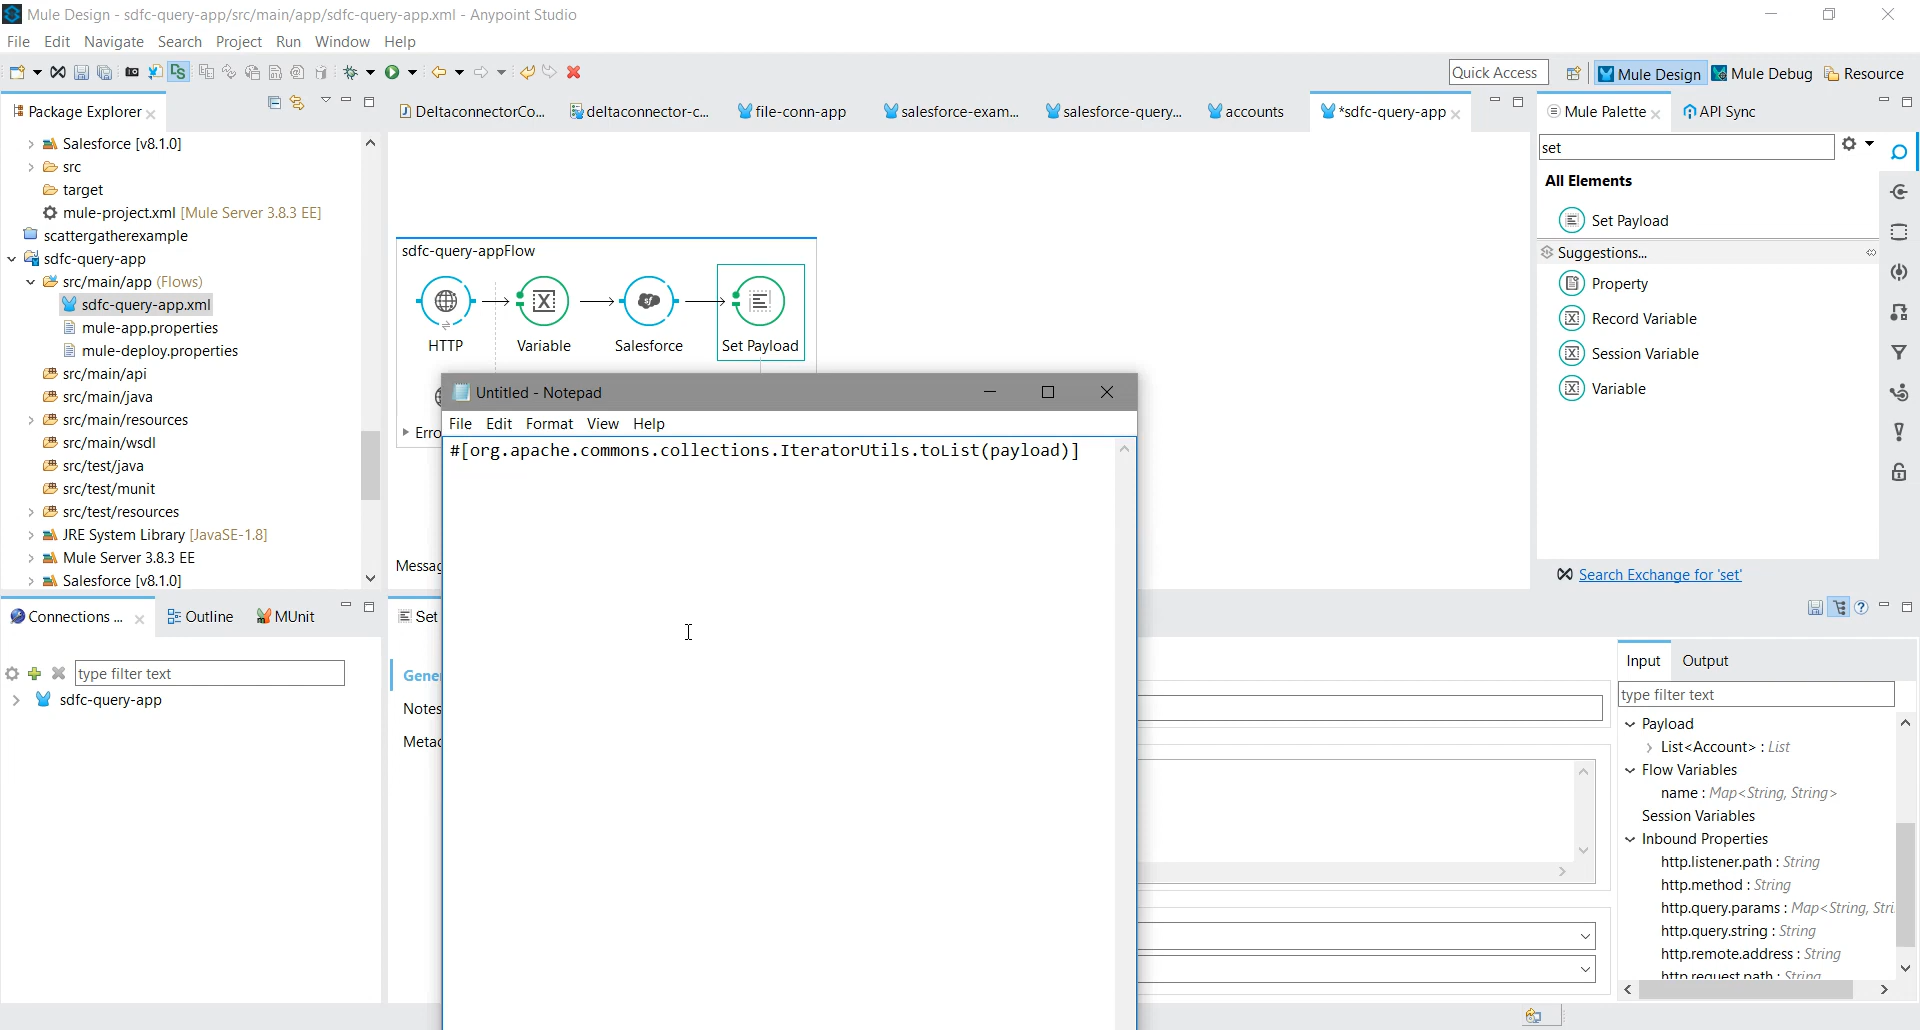 Mule Design - sdfc-query-app/src/main/app/sdfc-query-app.xml - Anypoint Studio
File Edit Navigate Search Project Run Window Help
Quick Access
Mule Design
Mule Debug
Resource
Package Explorer
DeltaconnectorCo...
deltaconnector-c...
file-conn-app
salesforce-exam...
salesforce-query...
accounts
*sdfc-query-app
Mule Palette
API Sync
Salesforce [v8.1.0]
src
target
mule-project.xml [Mule Server 3.8.3 EE]
scattergatherexample
sdfc-query-app
src/main/app (Flows)
sdfc-query-app.xml
mule-app.properties
mule-deploy.properties
src/main/api
src/main/java
src/main/resources
src/main/wsdl
src/test/java
src/test/munit
src/test/resources
JRE System Library [JavaSE-1.8]
Mule Server 3.8.3 EE
Salesforce [v8.1.0]
sdfc-query-appFlow
HTTP
Variable
Salesforce
Set Payload
Erro
Messag
Untitled - Notepad
File Edit Format View Help
#[org.apache.commons.collections.IteratorUtils.toList(payload)]
set
All Elements
Set Payload
Suggestions...
Property
Record Variable
Session Variable
Variable
Search Exchange for 'set'
Connections ...
Outline
MUnit
type filter text
sdfc-query-app
Set
Gene
Notes
Metad
Input
Output
type filter text
Payload
List<Account> : List
Flow Variables
name : Map<String, String>
Session Variables
Inbound Properties
http.listener.path : String
http.method : String
http.query.params : Map<String, Stri
http.query.string : String
http.remote.address : String
http.request.path : String